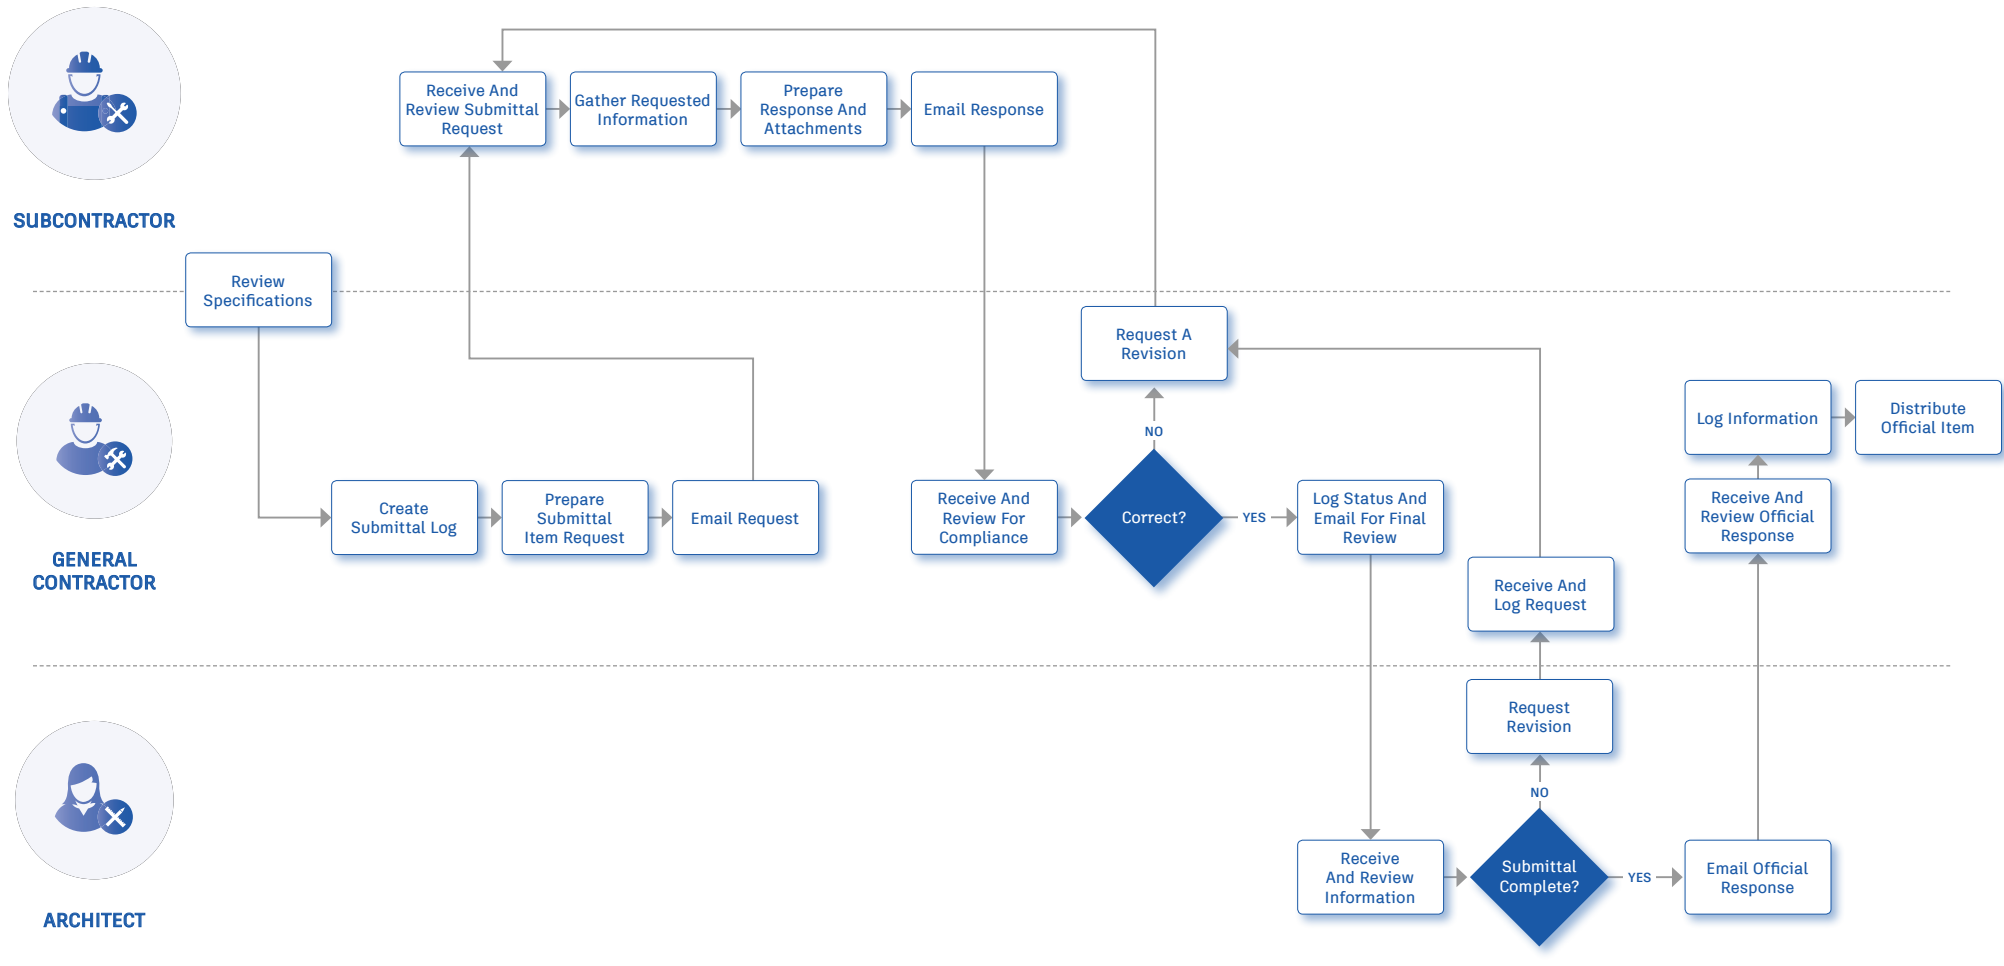 Receive And
Review Submittal
Request
Gather Requested
Information
Prepare
Response And
Attachments
Email Response
SUBCONTRACTOR
Review
Specifications
Request A
Revision
NO
Log Information
Distribute
Official Item
GENERAL
CONTRACTOR
Create
Submittal Log
Prepare
Submittal
Item Request
Email Request
Receive And
Review For
Compliance
Correct?
YES
Log Status And
Email For Final
Review
Receive And
Review Official
Response
Receive And
Log Request
Request
Revision
NO
ARCHITECT
Receive
And Review
Information
Submittal
Complete?
YES
Email Official
Response